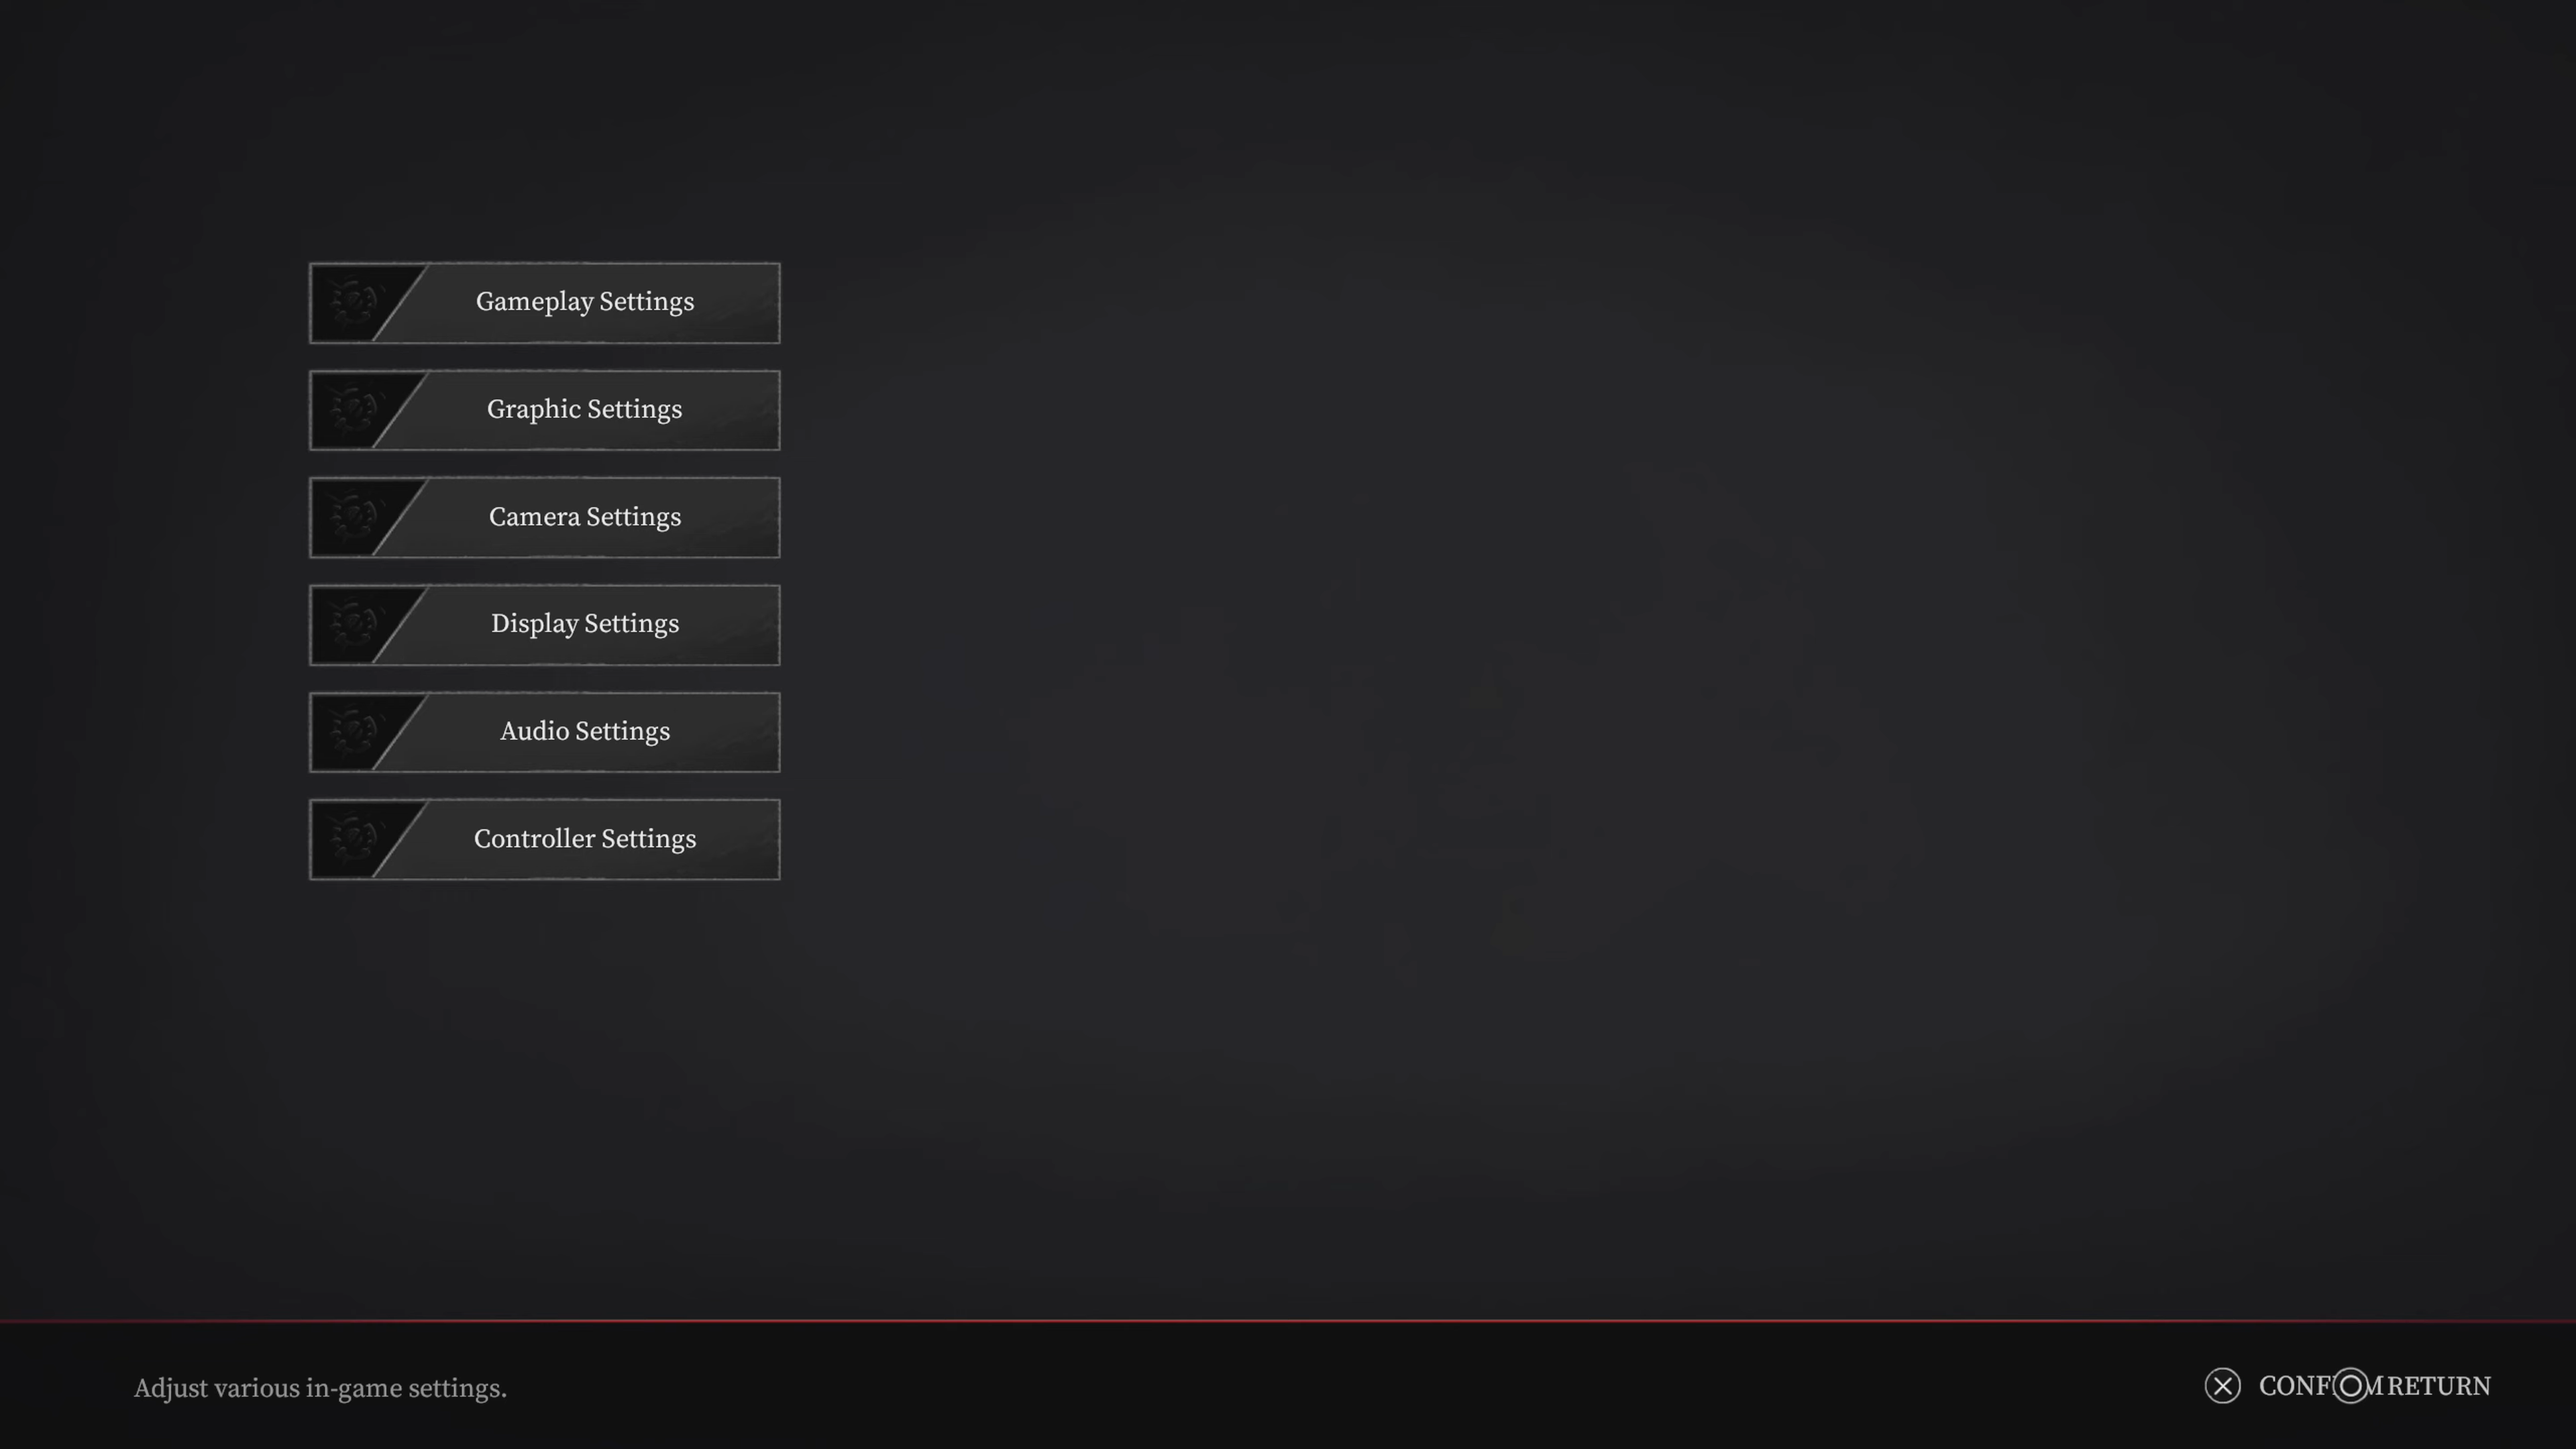 Gameplay Settings
Graphic Settings
Camera Settings
Display Settings
Audio Settings
Controller Settings
Adjust various in-game settings.
RETURN